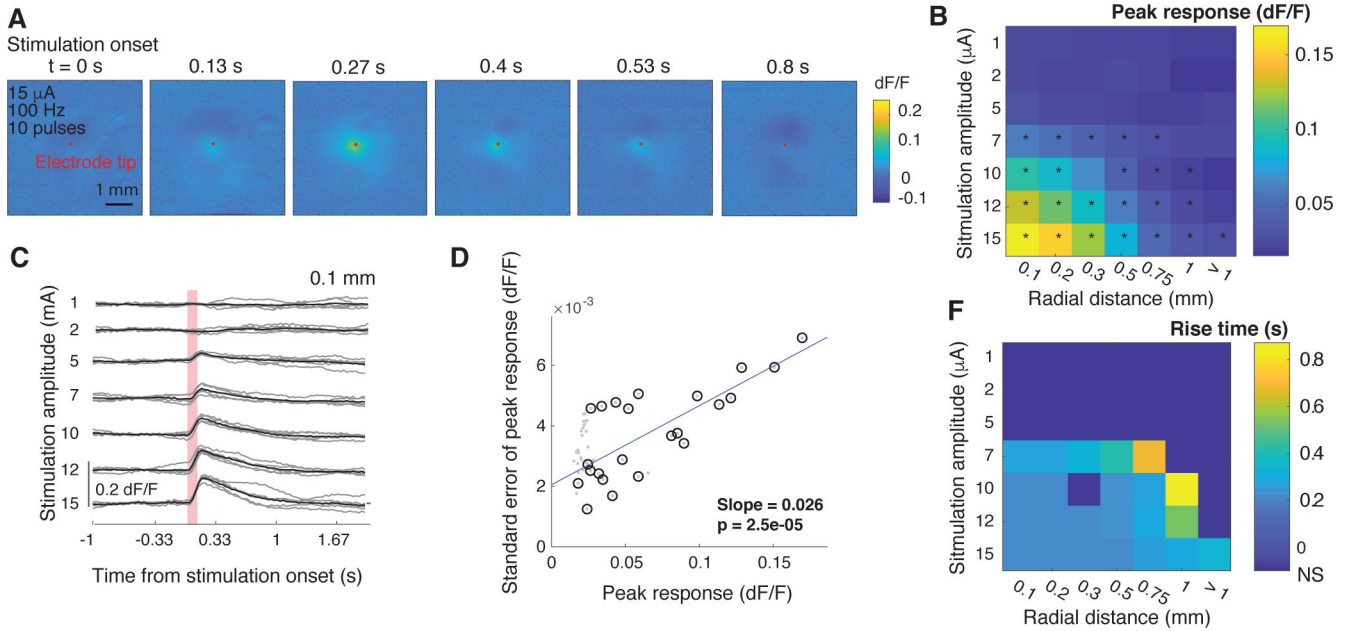 A
Stimulation onset
t = 0 s
0.13 s
0.27 s
0.4 s
0.53 s
0.8 s
15 µA
100 Hz
10 pulses
Electrode tip
1 mm
dF/F
0.2
0.1
0
-0.1
B
Peak response (dF/F)
Sitmulation amplitude (µA)
1
2
5
7 * * * * *
10 * * * * *
12 * * * * * *
15 * * * * * * *
0.1 0.2 0.3 0.5 0.75 1 > 1
Radial distance (mm)
0.15
0.1
0.05
C
0.1 mm
Stimulation amplitude (mA)
1
2
5
7
10
12
15
0.2 dF/F
-1 -0.33 0.33 1 1.67
Time from stimulation onset (s)
D
Standard error of peak response (dF/F)
×10⁻³
6
4
2
0
0 0.05 0.1 0.15
Slope = 0.026
p = 2.5e-05
Peak response (dF/F)
F
Rise time (s)
Sitmulation amplitude (µA)
1
2
5
7
10
12
15
0.1 0.2 0.3 0.5 0.75 1 > 1
Radial distance (mm)
0.8
0.6
0.4
0.2
0
NS